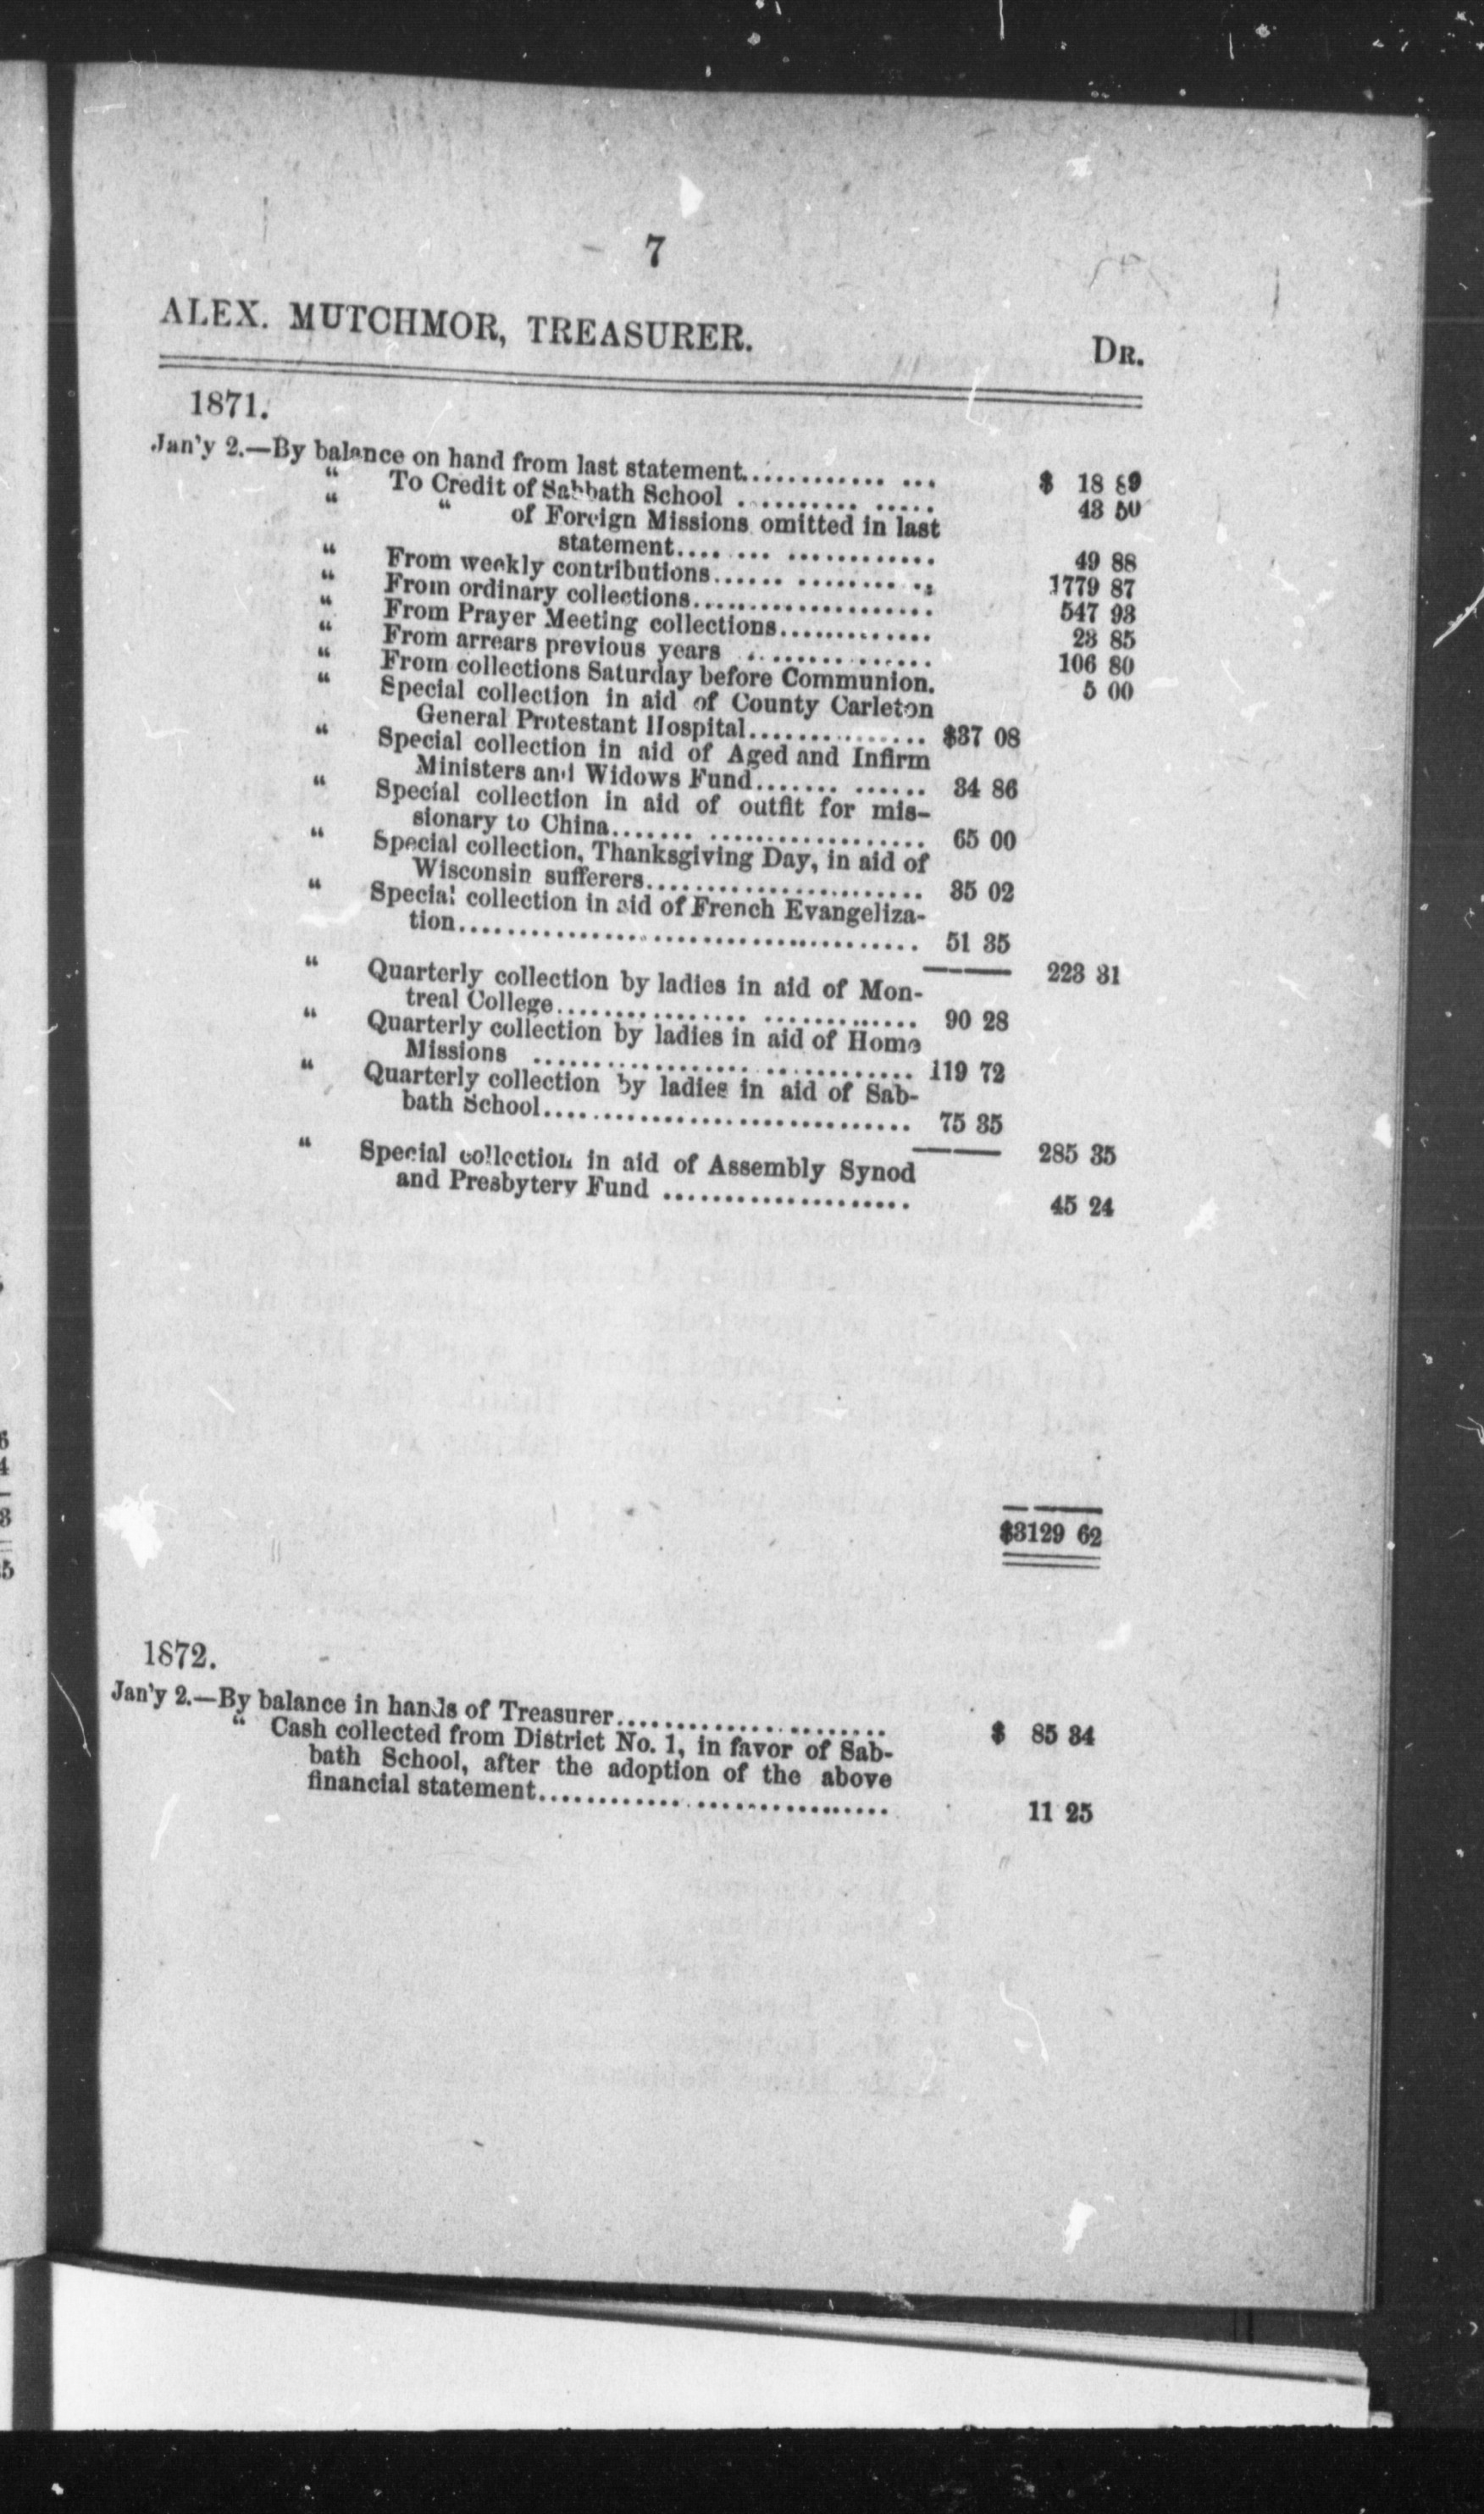 7
ALEX. MUTCHMOR, TREASURER. DR.
1871.
Jan'y 2.—By balance on hand from last statement............... $ 18 89
“ To Credit of Sabbath School ............... 43 50
“ “ of Foreign Missions omitted in last
statement.................... 49 88
“ From weekly contributions.................. 1779 87
“ From ordinary collections.................... 547 93
“ From Prayer Meeting collections............. 23 85
“ From arrears previous years ............... 106 80
“ From collections Saturday before Communion. 5 00
“ Special collection in aid of County Carleton
General Protestant Hospital............... $37 08
“ Special collection in aid of Aged and Infirm
Ministers and Widows Fund............. 34 86
“ Special collection in aid of outfit for mis-
sionary to China......................... 65 00
“ Special collection, Thanksgiving Day, in aid of
Wisconsin sufferers....................... 35 02
“ Special collection in aid of French Evangeliza-
tion...................................... 51 35
223 31
“ Quarterly collection by ladies in aid of Mon-
treal College............................. 90 28
“ Quarterly collection by ladies in aid of Home
Missions ............................... 119 72
“ Quarterly collection by ladies in aid of Sab-
bath School............................... 75 35
285 35
“ Special collection in aid of Assembly Synod
and Presbytery Fund .................... 45 24
$3129 62
1872.
Jan'y 2.—By balance in hands of Treasurer...................... $ 85 34
“ Cash collected from District No. 1, in favor of Sab-
bath School, after the adoption of the above
financial statement............................ 11 25
6
4
3
5